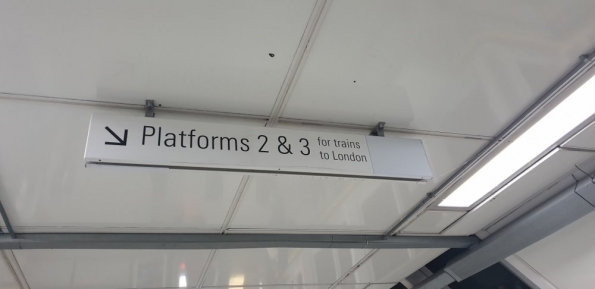 Platforms 2 & 3 for trains
to London